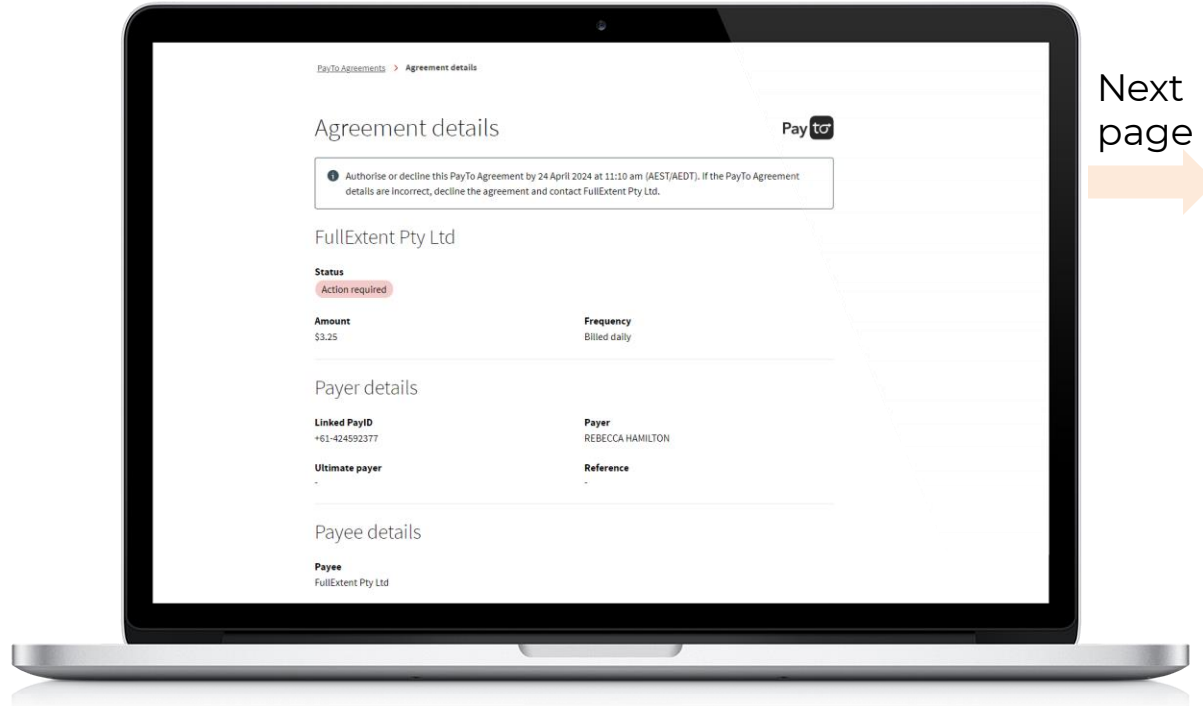 PayTo Agreements > Agreement details
Agreement details
Pay to
Authorise or decline this PayTo Agreement by 24 April 2024 at 11:10 am (AEST/AEDT). If the PayTo Agreement
details are incorrect, decline the agreement and contact FullExtent Pty Ltd.
FullExtent Pty Ltd
Status
Action required
Amount Frequency
$3.25 Billed daily
Payer details
Linked PayID Payer
+61-424592377 REBECCA HAMILTON
Ultimate payer Reference
- -
Payee details
Payee
FullExtent Pty Ltd
Next
page